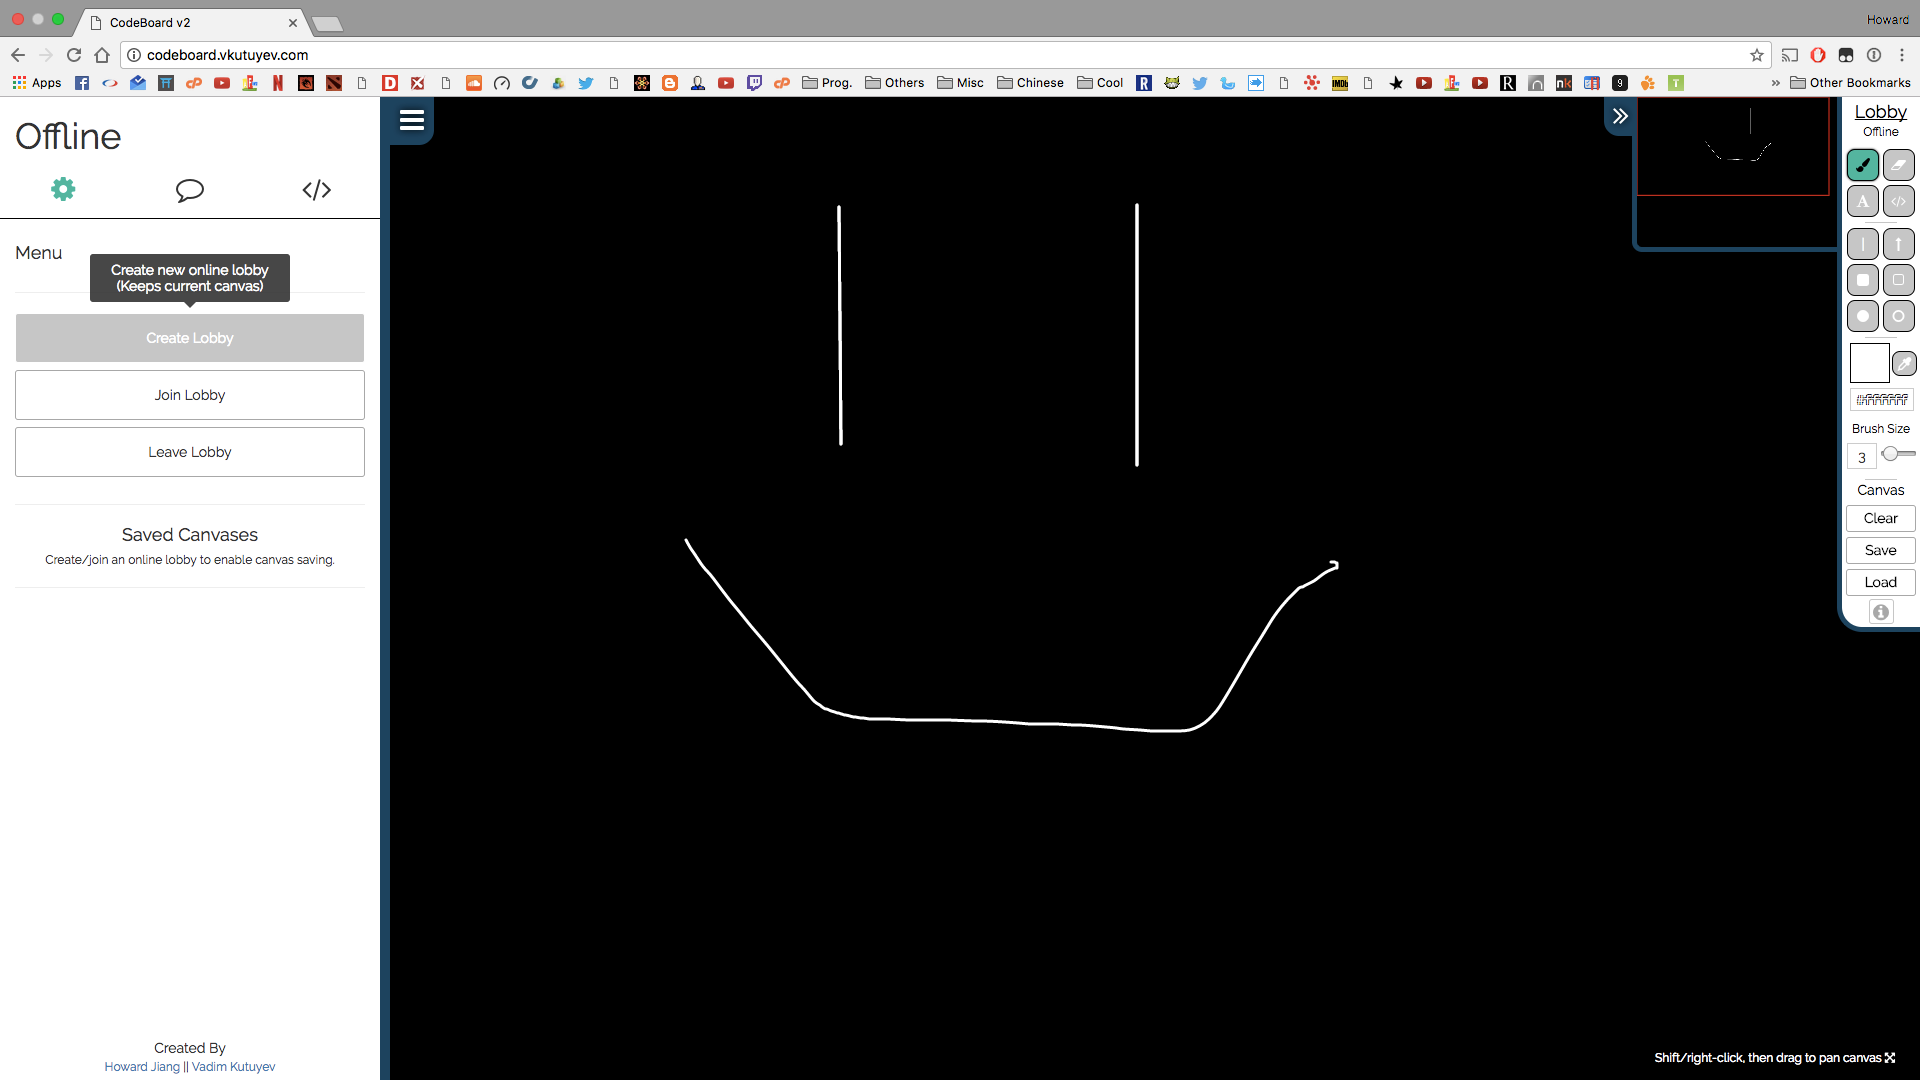 CodeBoard v2
Howard
codeboard.vkutuyev.com
Apps
Prog.
Others
Misc
Chinese
Cool
Other Bookmarks
Offline
Menu
Create new online lobby
(Keeps current canvas)
Create Lobby
Join Lobby
Leave Lobby
Saved Canvases
Create/join an online lobby to enable canvas saving.
Created By
Howard Jiang || Vadim Kutuyev
Lobby
Offline
A
</>
#ffffff
Brush Size
3
Canvas
Clear
Save
Load
Shift/right-click, then drag to pan canvas